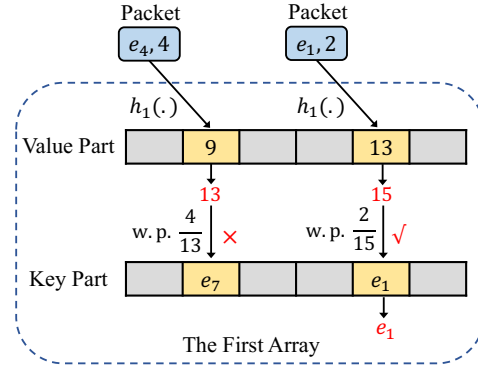 Packet Packet
e₄, 4 e₁, 2
h₁(.) h₁(.)
Value Part 9 13
13 15
w.p. 4/13 × w.p. 2/15 √
Key Part e₇ e₁
e₁
The First Array